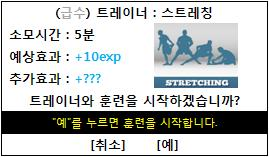 (급수) 트레이너 : 스트레칭
소모시간 : 5분
예상효과 : +10exp
추가효과 : +???
STRETCHING
트레이너와 훈련을 시작하겠습니까?
"예"를 누르면 훈련을 시작합니다.
[취소] [예]